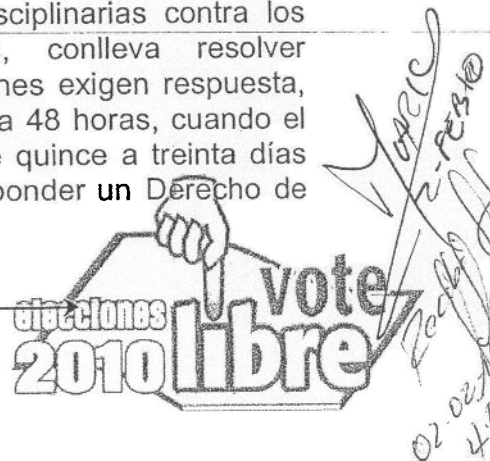 sciplinarias contra los
, conlleva resolver
nes exigen respuesta,
a 48 horas, cuando el
e quince a treinta días
ponder un Derecho de
vote
elecciones
libre
2010